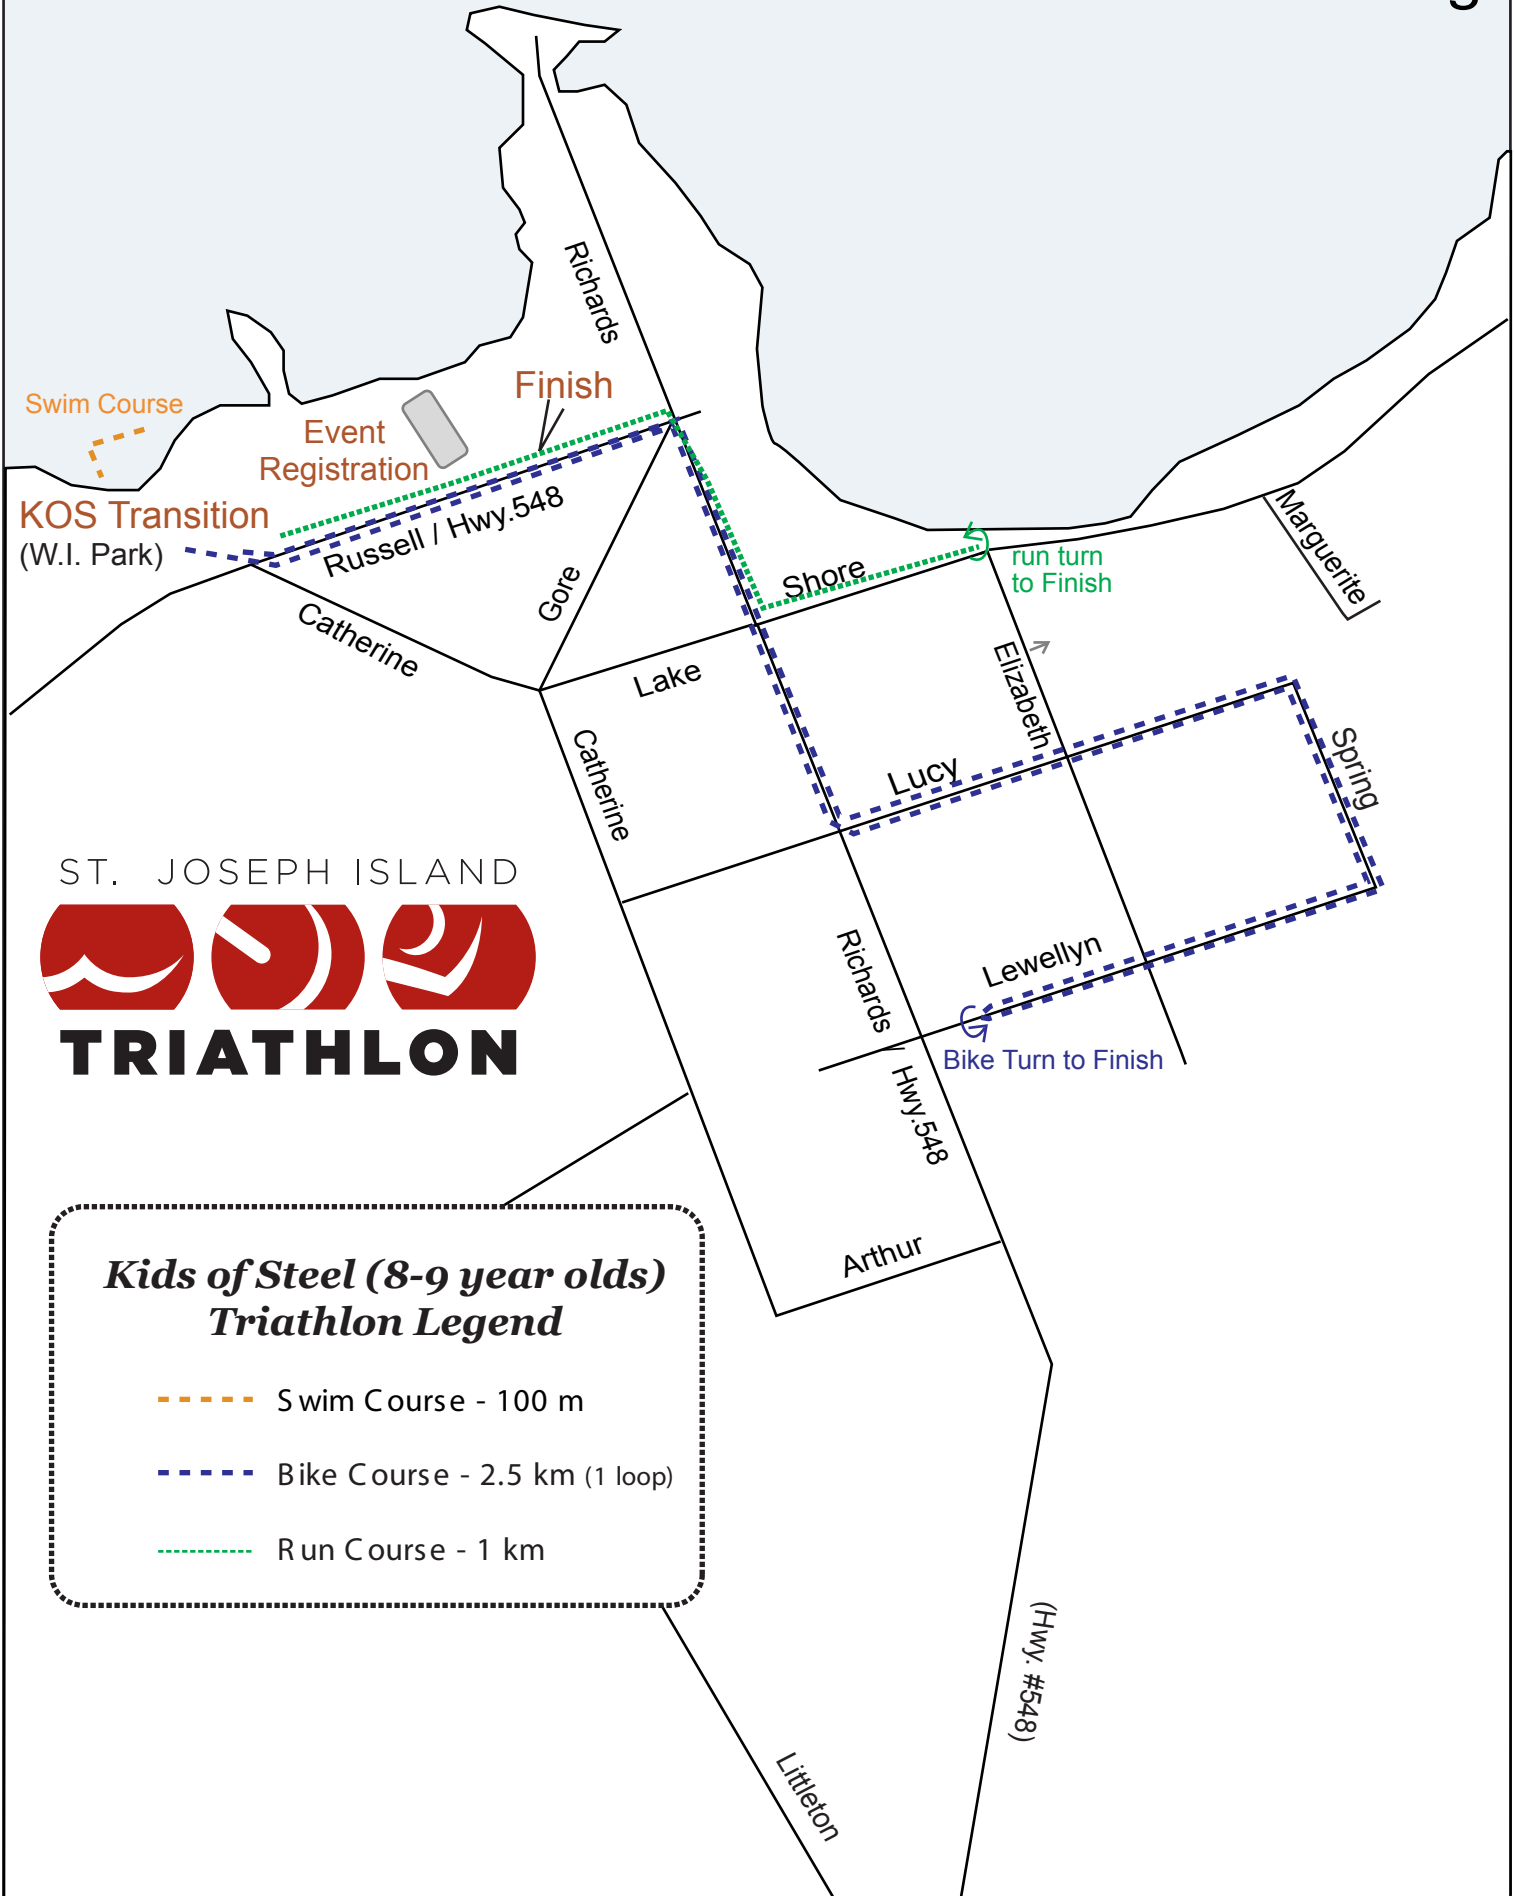 g
Richards
Swim Course
Finish
Event
Registration
KOS Transition
(W.I. Park)
Russell / Hwy.548
Gore
Catherine
Shore
run turn
to Finish
Marguerite
Lake
Elizabeth
Catherine
Lucy
Spring
ST. JOSEPH ISLAND
TRIATHLON
Lewellyn
Richards / Hwy.548
Bike Turn to Finish
Arthur
Kids of Steel (8-9 year olds)
Triathlon Legend
Swim Course - 100 m
Bike Course - 2.5 km (1 loop)
Run Course - 1 km
(Hwy. #548)
Littleton